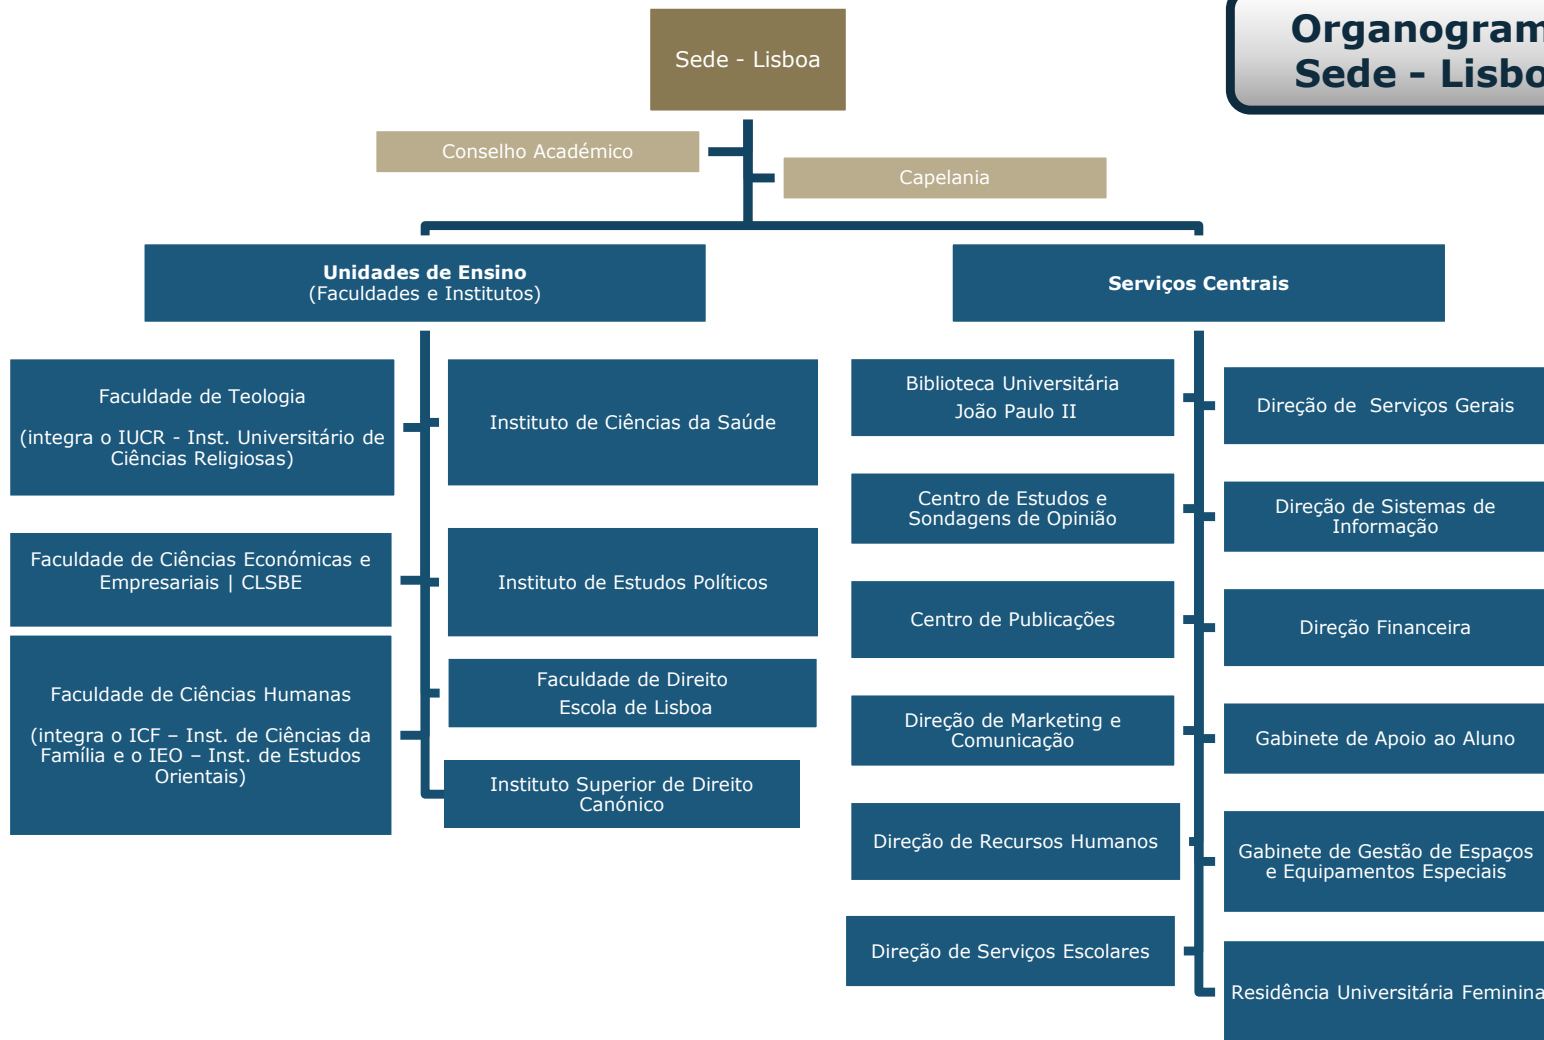 Organogram
Sede - Lisbo
Sede - Lisboa
Conselho Académico
Capelania
Unidades de Ensino
(Faculdades e Institutos)
Serviços Centrais
Faculdade de Teologia
(integra o IUCR - Inst. Universitário de
Ciências Religiosas)
Instituto de Ciências da Saúde
Faculdade de Ciências Económicas e
Empresariais | CLSBE
Instituto de Estudos Políticos
Faculdade de Ciências Humanas
(integra o ICF – Inst. de Ciências da
Família e o IEO – Inst. de Estudos
Orientais)
Faculdade de Direito
Escola de Lisboa
Instituto Superior de Direito
Canónico
Biblioteca Universitária
João Paulo II
Direção de  Serviços Gerais
Centro de Estudos e
Sondagens de Opinião
Direção de Sistemas de
Informação
Centro de Publicações
Direção Financeira
Direção de Marketing e
Comunicação
Gabinete de Apoio ao Aluno
Direção de Recursos Humanos
Gabinete de Gestão de Espaços
e Equipamentos Especiais
Direção de Serviços Escolares
Residência Universitária Feminina